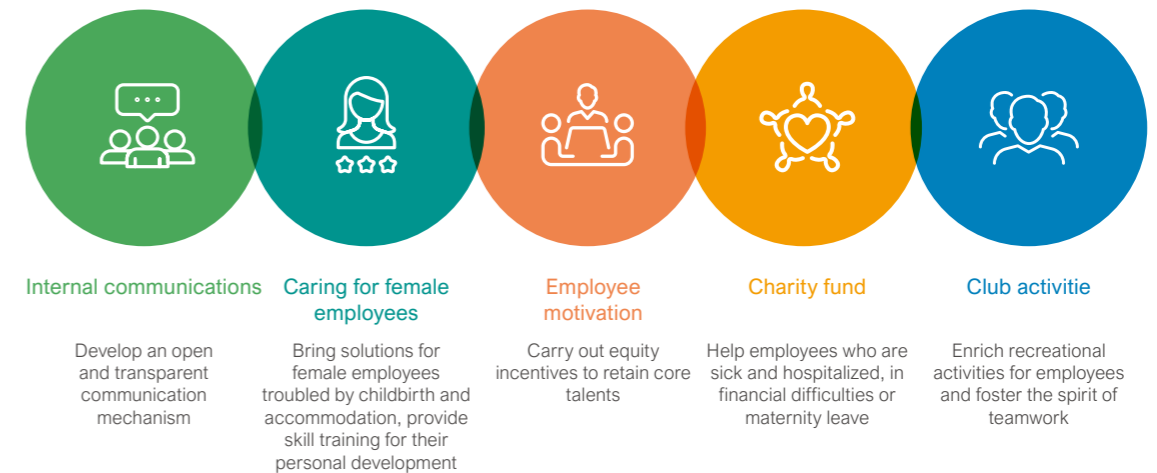 Internal communications
Develop an open
and transparent
communication
mechanism
Caring for female
employees
Bring solutions for
female employees
troubled by childbirth and
accommodation, provide
skill training for their
personal development
Employee
motivation
Carry out equity
incentives to retain core
talents
Charity fund
Help employees who are
sick and hospitalized, in
financial difficulties or
maternity leave
Club activitie
Enrich recreational
activities for employees
and foster the spirit of
teamwork